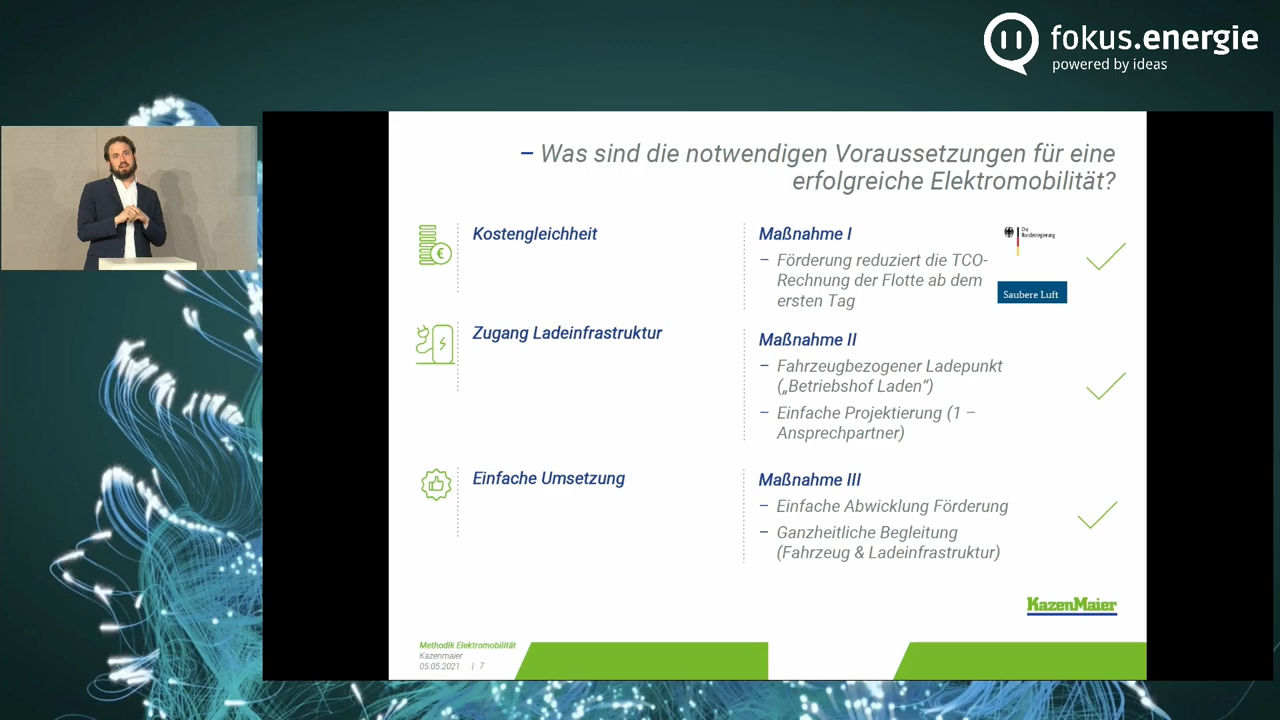 fokus.energie
powered by ideas
– Was sind die notwendigen Voraussetzungen für eine
erfolgreiche Elektromobilität?
Kostengleichheit
Maßnahme I
– Förderung reduziert die TCO-
Rechnung der Flotte ab dem
ersten Tag
Die
Bundesregierung
Saubere Luft
Zugang Ladeinfrastruktur
Maßnahme II
– Fahrzeugbezogener Ladepunkt
(„Betriebshof Laden“)
– Einfache Projektierung (1 –
Ansprechpartner)
Einfache Umsetzung
Maßnahme III
– Einfache Abwicklung Förderung
– Ganzheitliche Begleitung
(Fahrzeug & Ladeinfrastruktur)
KazenMaier
Methodik Elektromobilität
Kazenmaier
05.05.2021 | 7